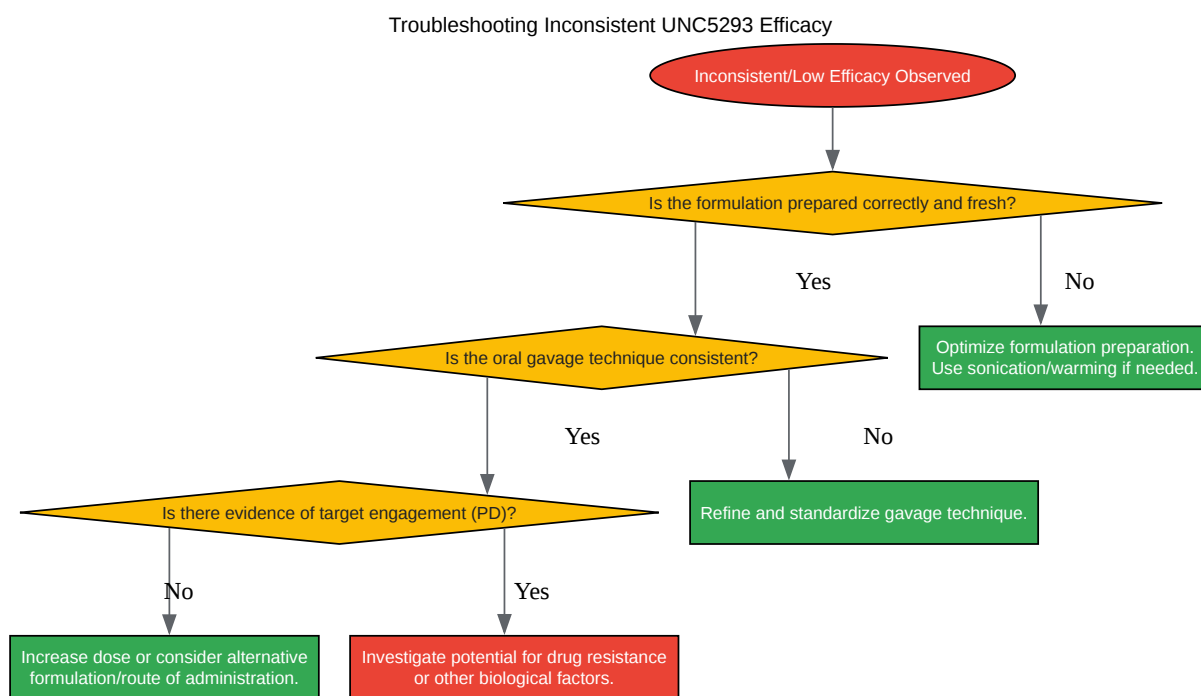 Troubleshooting Inconsistent UNC5293 Efficacy
Inconsistent/Low Efficacy Observed
Is the formulation prepared correctly and fresh?
Yes
No
Is the oral gavage technique consistent?
Optimize formulation preparation.
Use sonication/warming if needed.
Yes
No
Is there evidence of target engagement (PD)?
Refine and standardize gavage technique.
No
Yes
Increase dose or consider alternative
formulation/route of administration.
Investigate potential for drug resistance
or other biological factors.